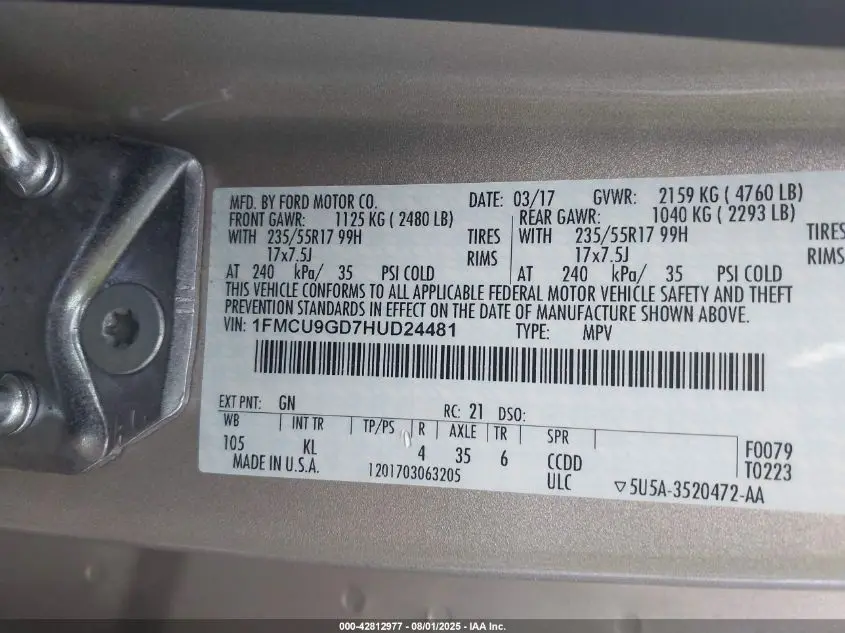 MFD. BY FORD MOTOR CO. DATE: 03/17 GVWR: 2159 KG ( 4760 LB)
FRONT GAWR: 1125 KG ( 2480 LB) REAR GAWR: 1040 KG ( 2293 LB)
WITH 235/55R17 99H TIRES WITH 235/55R17 99H TIRES
17x7.5J RIMS 17x7.5J RIMS
AT 240 kPa/ 35 PSI COLD AT 240 kPa/ 35 PSI COLD
THIS VEHICLE CONFORMS TO ALL APPLICABLE FEDERAL MOTOR VEHICLE SAFETY AND THEFT
PREVENTION STANDARDS IN EFFECT ON THE DATE OF MANUFACTURE SHOWN ABOVE.
VIN: 1FMCU9GD7HUD24481 TYPE: MPV
EXT PNT: GN RC: 21 DSO:
WB INT TR TP/PS R AXLE TR SPR
105 KL 4 35 6 CCDD F0079
MADE IN U.S.A. 1201703063205 ULC T0223
▽5U5A-3520472-AA
000-42812977 - 08/01/2025 - IAA Inc.